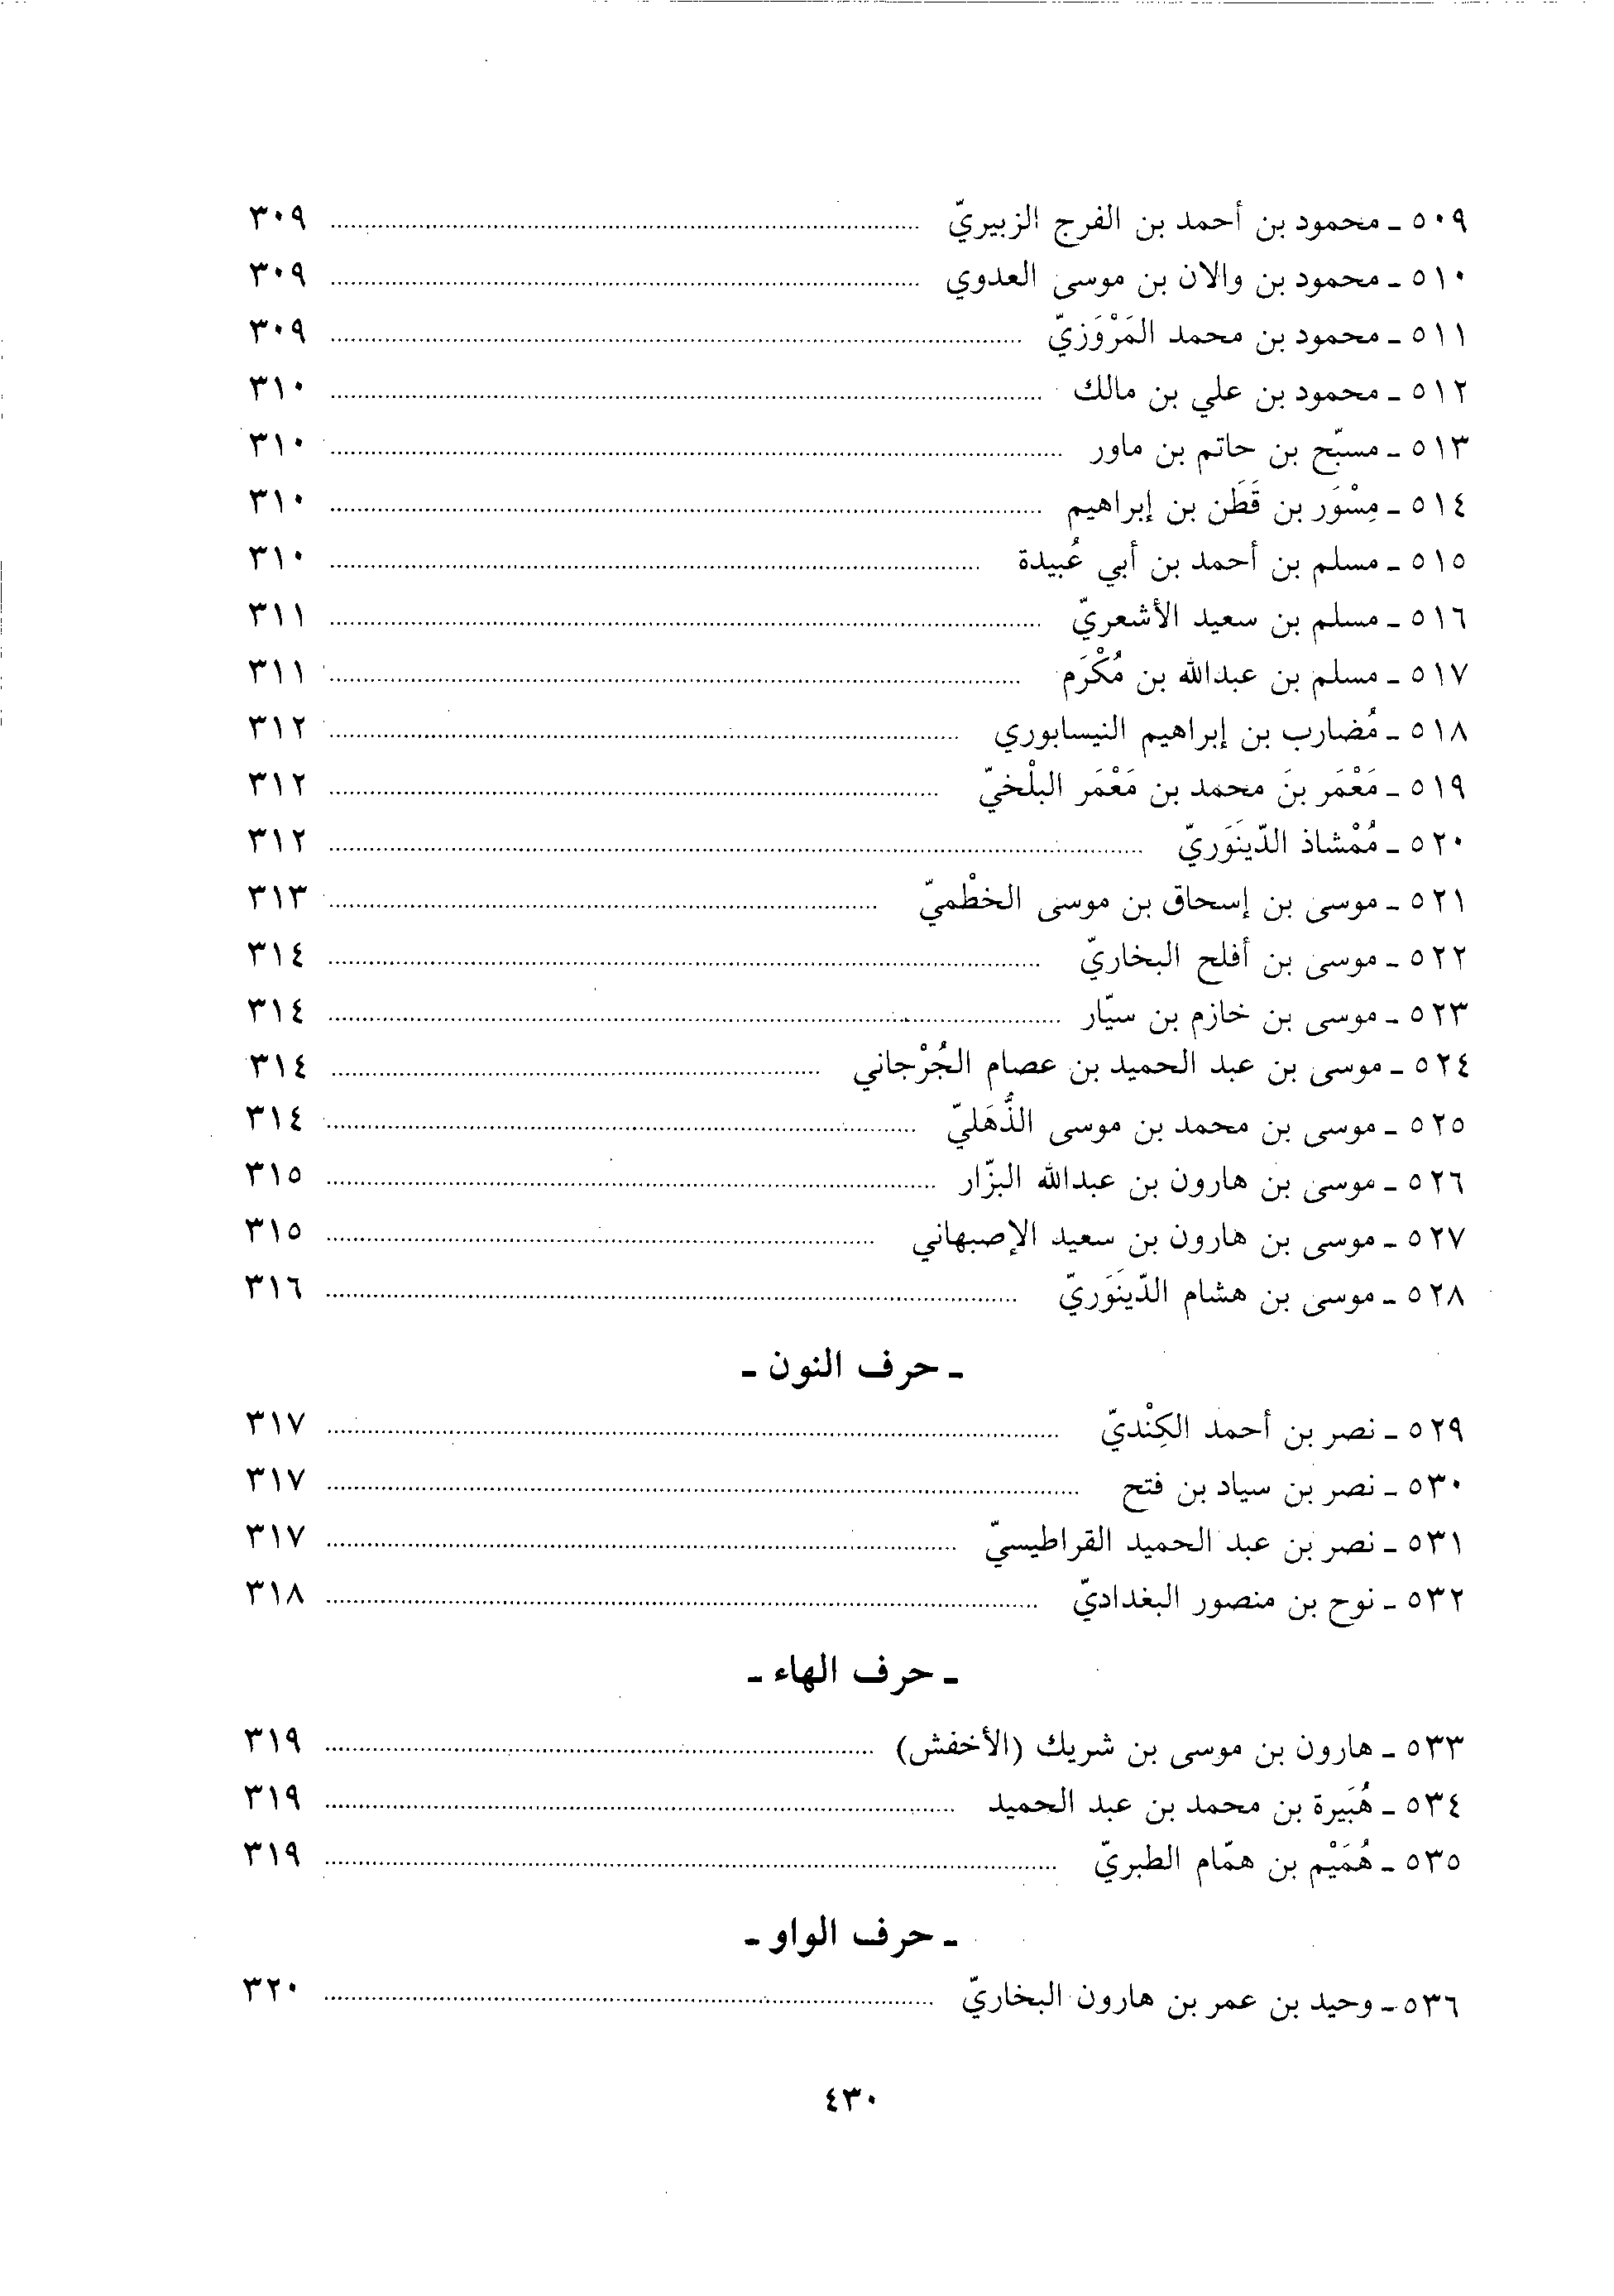 ٥٠٩ ـ محمود بن أحمد بن الفرج الزبيريّ ........ ٣٠٩
٥١٠ ـ محمود بن والان بن موسى العدوي ........ ٣٠٩
٥١١ ـ محمود بن محمد المَرْوَزيّ ........ ٣٠٩
٥١٢ ـ محمود بن علي بن مالك ........ ٣١٠
٥١٣ ـ مسبّح بن حاتم بن ماور ........ ٣١٠
٥١٤ ـ مِسْوَر بن قَطَن بن إبراهيم ........ ٣١٠
٥١٥ ـ مسلم بن أحمد بن أبي عُبيدة ........ ٣١٠
٥١٦ ـ مسلم بن سعيد الأشعريّ ........ ٣١١
٥١٧ ـ مسلم بن عبدالله بن مُكْرَم ........ ٣١١
٥١٨ ـ مُضارب بن إبراهيم النيسابوري ........ ٣١٢
٥١٩ ـ مَعْمَر بنَ محمد بن مَعْمَر البلْخيّ ........ ٣١٢
٥٢٠ ـ مُمْشاذ الدّينَوَريّ ........ ٣١٢
٥٢١ ـ موسى بن إسحاق بن موسى الخطْميّ ........ ٣١٣
٥٢٢ ـ موسى بن أفلح البخاريّ ........ ٣١٤
٥٢٣ ـ موسى بن خازم بن سيّار ........ ٣١٤
٥٢٤ ـ موسى بن عبد الحميد بن عصام الجُرْجاني ........ ٣١٤
٥٢٥ ـ موسى بن محمد بن موسى الذُّهَليّ ........ ٣١٤
٥٢٦ ـ موسى بن هارون بن عبدالله البزّار ........ ٣١٥
٥٢٧ ـ موسى بن هارون بن سعيد الإصبهاني ........ ٣١٥
٥٢٨ ـ موسى بن هشام الدّينَوَريّ ........ ٣١٦
ـ حرف النون ـ
٥٢٩ ـ نصر بن أحمد الكِنْديّ ........ ٣١٧
٥٣٠ ـ نصر بن سياد بن فتح ........ ٣١٧
٥٣١ ـ نصر بن عبد الحميد القراطيسيّ ........ ٣١٧
٥٣٢ ـ نوح بن منصور البغداديّ ........ ٣١٨
ـ حرف الهاء ـ
٥٣٣ ـ هارون بن موسى بن شريك (الأخفش) ........ ٣١٩
٥٣٤ ـ هُبَيرة بن محمد بن عبد الحميد ........ ٣١٩
٥٣٥ ـ هُمَيْم بن همّام الطبريّ ........ ٣١٩
ـ حرف الواو ـ
٥٣٦ ـ وحيد بن عمر بن هارون البخاريّ ........ ٣٢٠
٤٣٠